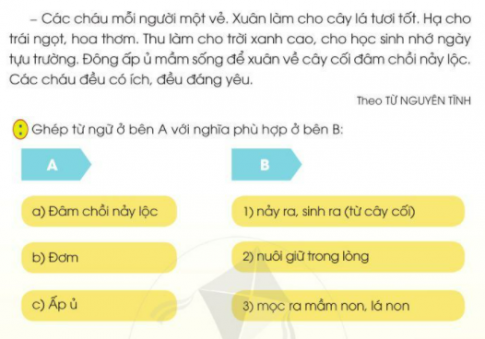 – Các cháu mỗi người một vẻ. Xuân làm cho cây lá tươi tốt. Hạ cho
trái ngọt, hoa thơm. Thu làm cho trời xanh cao, cho học sinh nhớ ngày
tựu trường. Đông ấp ủ mầm sống để xuân về cây cối đâm chồi nảy lộc.
Các cháu đều có ích, đều đáng yêu.
Theo TỪ NGUYÊN TĨNH
Ghép từ ngữ ở bên A với nghĩa phù hợp ở bên B:
A
B
a) Đâm chồi nảy lộc
1) nảy ra, sinh ra (từ cây cối)
b) Đơm
2) nuôi giữ trong lòng
c) Ấp ủ
3) mọc ra mầm non, lá non